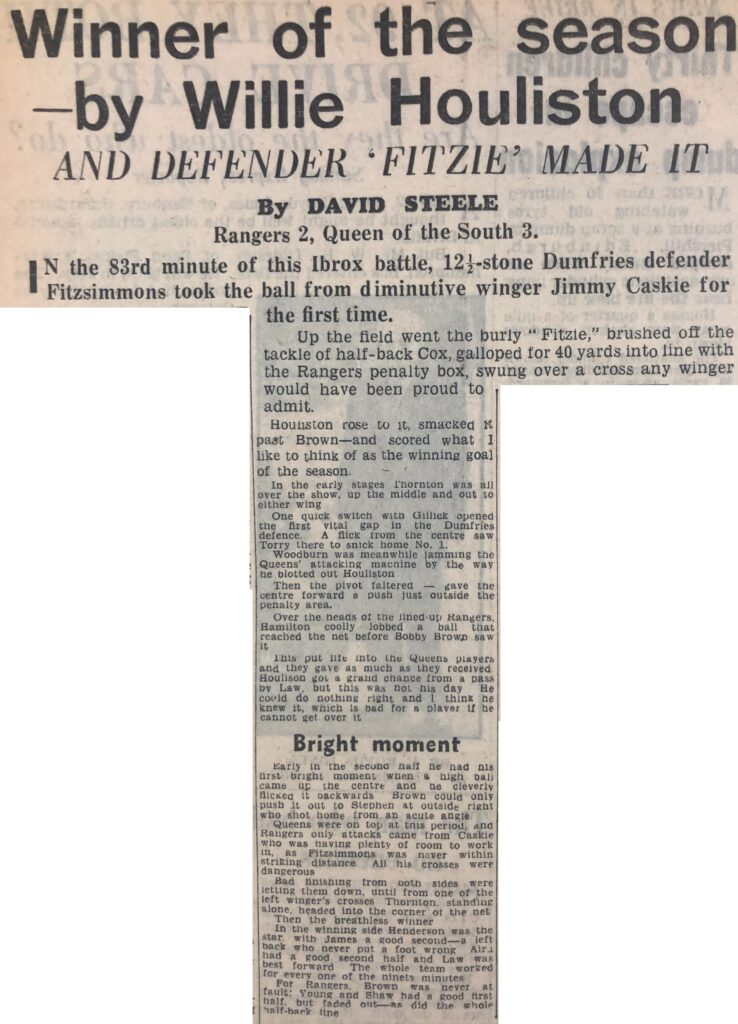 Winner of the season
—by Willie Houliston
AND DEFENDER 'FITZIE' MADE IT
By DAVID STEELE
Rangers 2, Queen of the South 3.
IN the 83rd minute of this Ibrox battle, 12½-stone Dumfries defender
Fitzsimmons took the ball from diminutive winger Jimmy Caskie for
the first time.
Up the field went the burly "Fitzie," brushed off the
tackle of half-back Cox, galloped for 40 yards into line with
the Rangers penalty box, swung over a cross any winger
would have been proud to
admit.
Houliston rose to it, smacked it
past Brown—and scored what I
like to think of as the winning goal
of the season.
In the early stages Thornton was all
over the show, up the middle and out to
either wing
One quick switch with Gillick opened
the first vital gap in the Dumfries
defence. A flick from the centre saw
Torry there to snick home No. 1.
Woodburn was meanwhile jamming the
Queens' attacking machine by the way
he blotted out Houliston
Then the pivot faltered — gave the
centre forward a push just outside the
penalty area.
Over the heads of the lined-up Rangers,
Hamilton coolly lobbed a ball that
reached the net before Bobby Brown saw
it
This put life into the Queens players
and they gave as much as they received
Houlison got a grand chance from a pass
by Law, but this was not his day He
could do nothing right and I think he
knew it, which is bad for a player if he
cannot get over it
Bright moment
Early in the second half he had his
first bright moment when a high ball
came up the centre and he cleverly
flicked it backwards Brown could only
push it out to Stephen at outside right
who shot home from an acute angle
Queens were on top at this period, and
Rangers only attacks came from Caskie
who was having plenty of room to work
in, as Fitzsimmons was never within
striking distance. All his crosses were
dangerous
Bad finishing from both sides were
letting them down, until from one of the
left winger's crosses Thornton, standing
alone, headed into the corner of the net
Then the breathless winner
In the winning side Henderson was the
star, with James a good second—a left
back who never put a foot wrong Aird
had a good second half and Law was
best forward The whole team worked
for every one of the ninety minutes
For Rangers, Brown was never at
fault; Young and Shaw had a good first
half, but faded out—as did the whole
half-back line